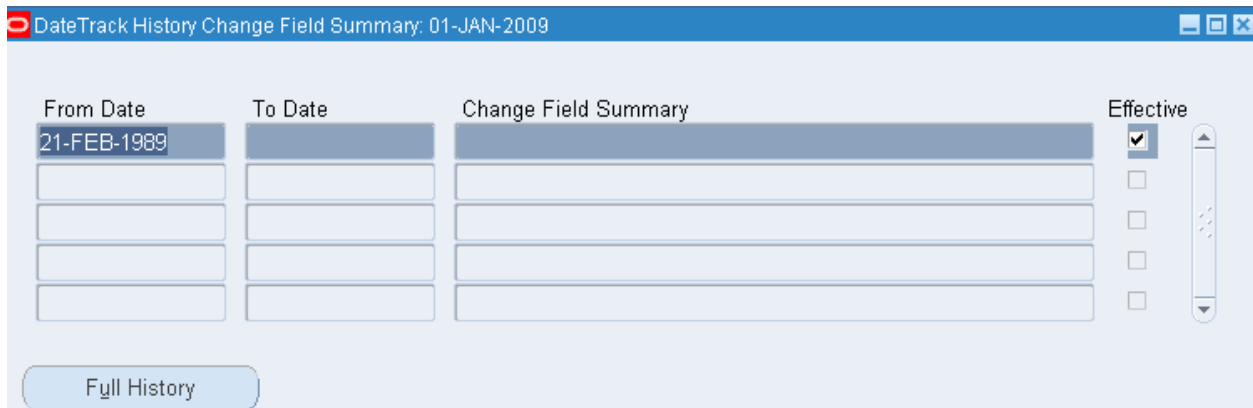 DateTrack History Change Field Summary: 01-JAN-2009
From Date To Date Change Field Summary Effective
21-FEB-1989
Full History